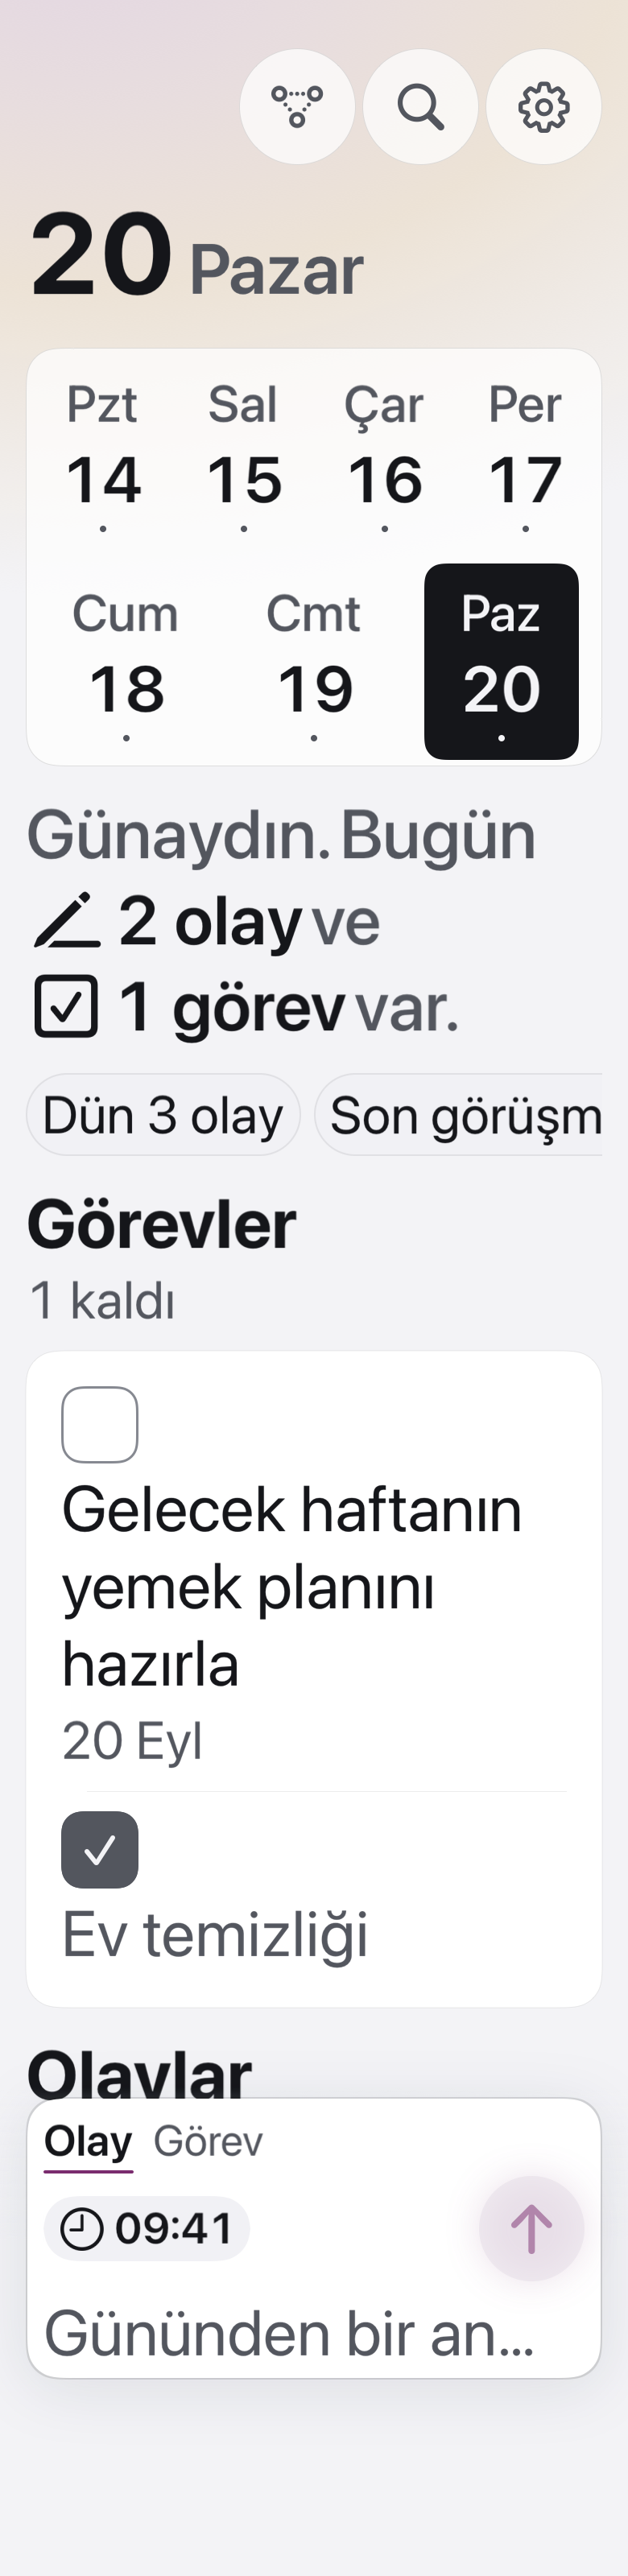 20 Pazar
Pzt Sal Çar Per
14 15 16 17
Cum Cmt Paz
18 19 20
Günaydın. Bugün
2 olay ve
1 görev var.
Dün 3 olay Son görüşm
Görevler
1 kaldı
Gelecek haftanın
yemek planını
hazırla
20 Eyl
Ev temizliği
Olaylar
Olay Görev
09:41
Gününden bir an...